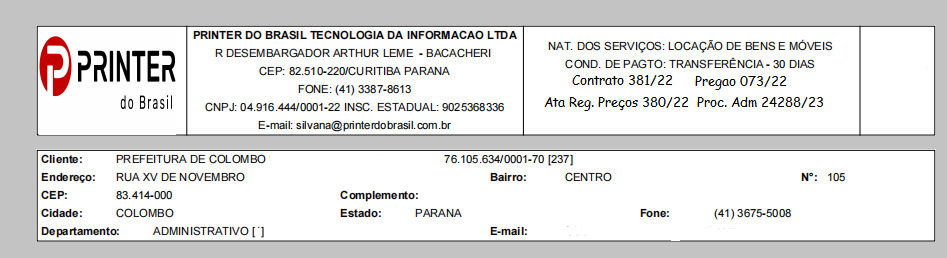 PRINTER
do Brasil
PRINTER DO BRASIL TECNOLOGIA DA INFORMACAO LTDA
R DESEMBARGADOR ARTHUR LEME - BACACHERI
CEP: 82.510-220/CURITIBA PARANA
FONE: (41) 3387-8613
CNPJ: 04.916.444/0001-22 INSC. ESTADUAL: 9025368336
E-mail: silvana@printerdobrasil.com.br
NAT. DOS SERVIÇOS: LOCAÇÃO DE BENS E MÓVEIS
COND. DE PAGTO: TRANSFERÊNCIA - 30 DIAS
Contrato 381/22 Pregao 073/22
Ata Reg. Preços 380/22 Proc. Adm 24288/23
Cliente: PREFEITURA DE COLOMBO 76.105.634/0001-70 [237]
Endereço: RUA XV DE NOVEMBRO Bairro: CENTRO Nº: 105
CEP: 83.414-000 Complemento:
Cidade: COLOMBO Estado: PARANA Fone: (41) 3675-5008
Departamento: ADMINISTRATIVO [ ] E-mail: